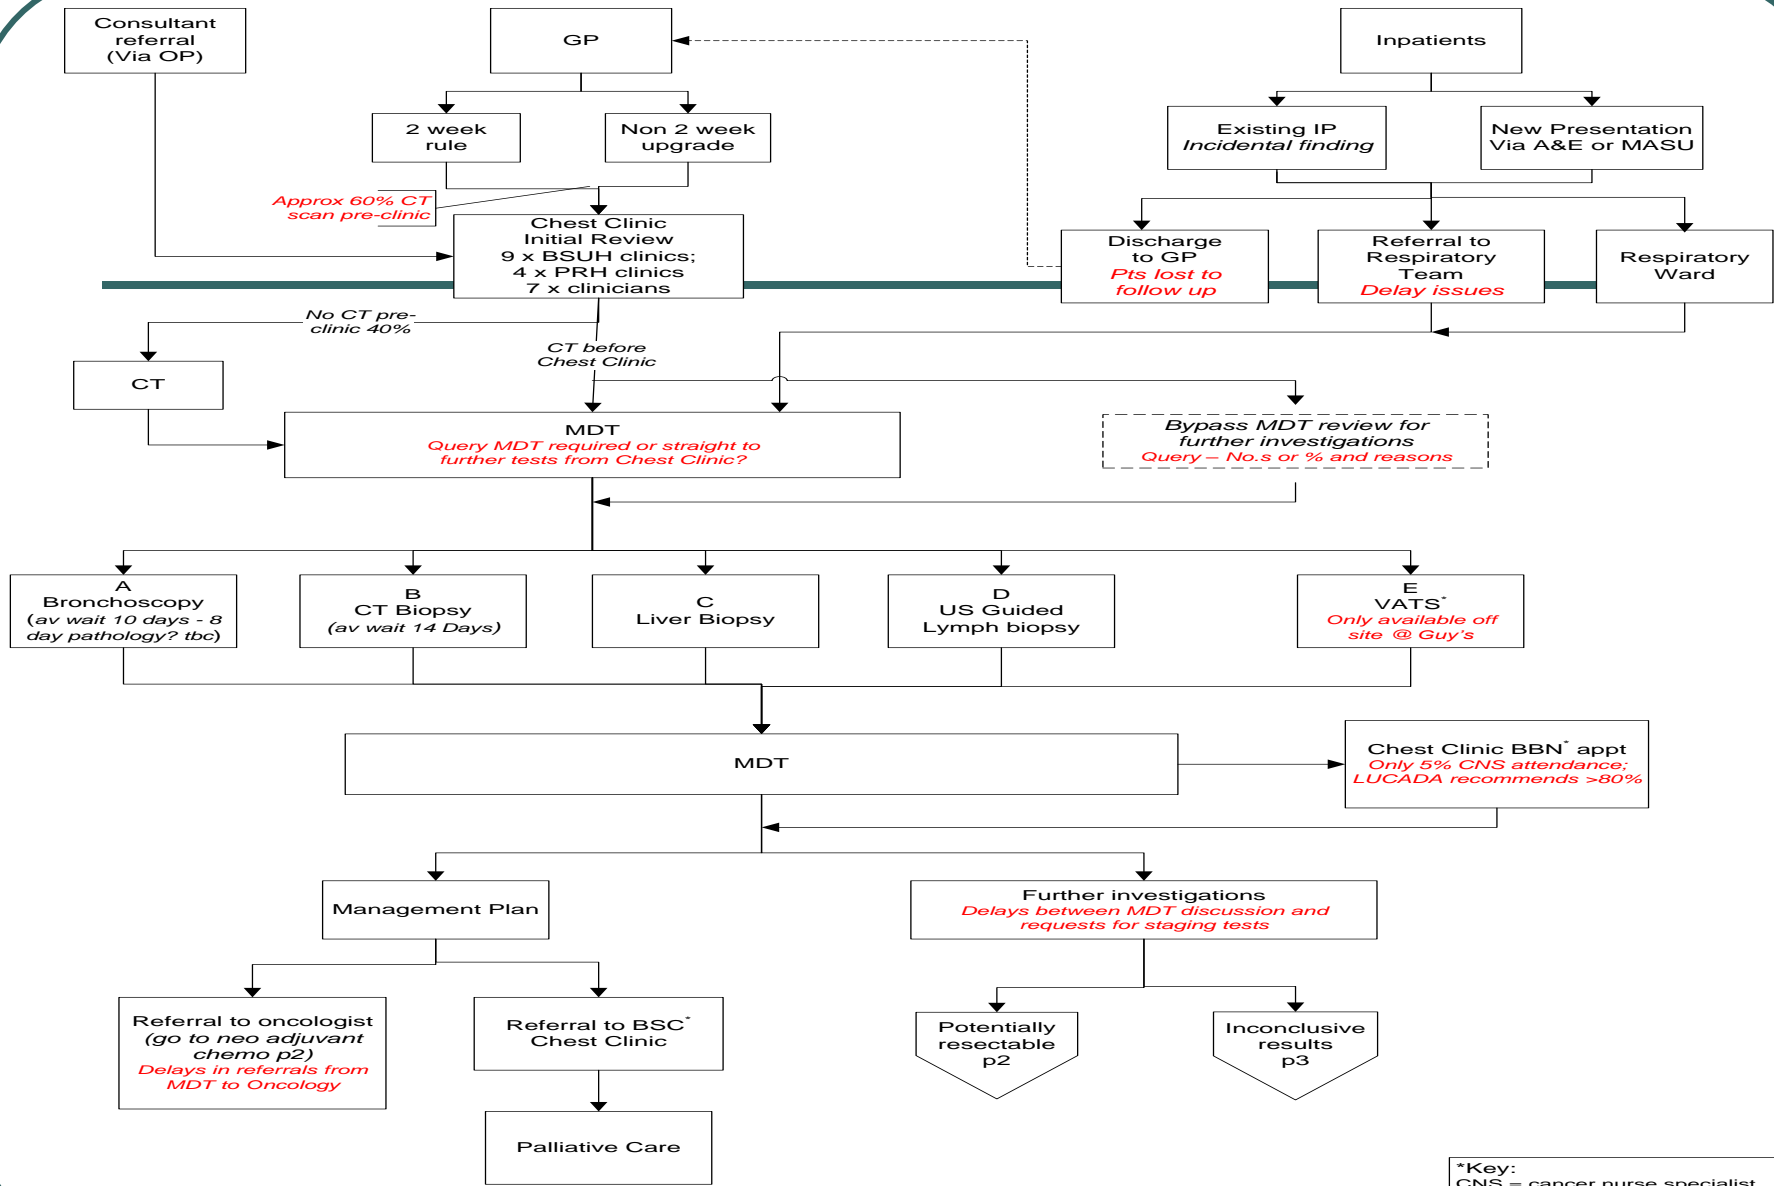 Consultant
referral
(Via OP)
GP
Inpatients
2 week
rule
Non 2 week
upgrade
Existing IP
Incidental finding
New Presentation
Via A&E or MASU
Approx 60% CT
scan pre-clinic
Chest Clinic
Initial Review
9 x BSUH clinics;
4 x PRH clinics
7 x clinicians
Discharge
to GP
Pts lost to
follow up
Referral to
Respiratory
Team
Delay issues
Respiratory
Ward
No CT pre-
clinic 40%
CT before
Chest Clinic
CT
MDT
Query MDT required or straight to
further tests from Chest Clinic?
Bypass MDT review for
further investigations
Query – No.s or % and reasons
A
Bronchoscopy
(av wait 10 days - 8
day pathology? tbc)
B
CT Biopsy
(av wait 14 Days)
C
Liver Biopsy
D
US Guided
Lymph biopsy
E
VATS*
Only available off
site @ Guy's
MDT
Chest Clinic BBN* appt
Only 5% CNS attendance;
LUCADA recommends >80%
Management Plan
Further investigations
Delays between MDT discussion and
requests for staging tests
Referral to oncologist
(go to neo adjuvant
chemo p2)
Delays in referrals from
MDT to Oncology
Referral to BSC*
Chest Clinic
Potentially
resectable
p2
Inconclusive
results
p3
Palliative Care
*Key:
CNS = cancer nurse specialist